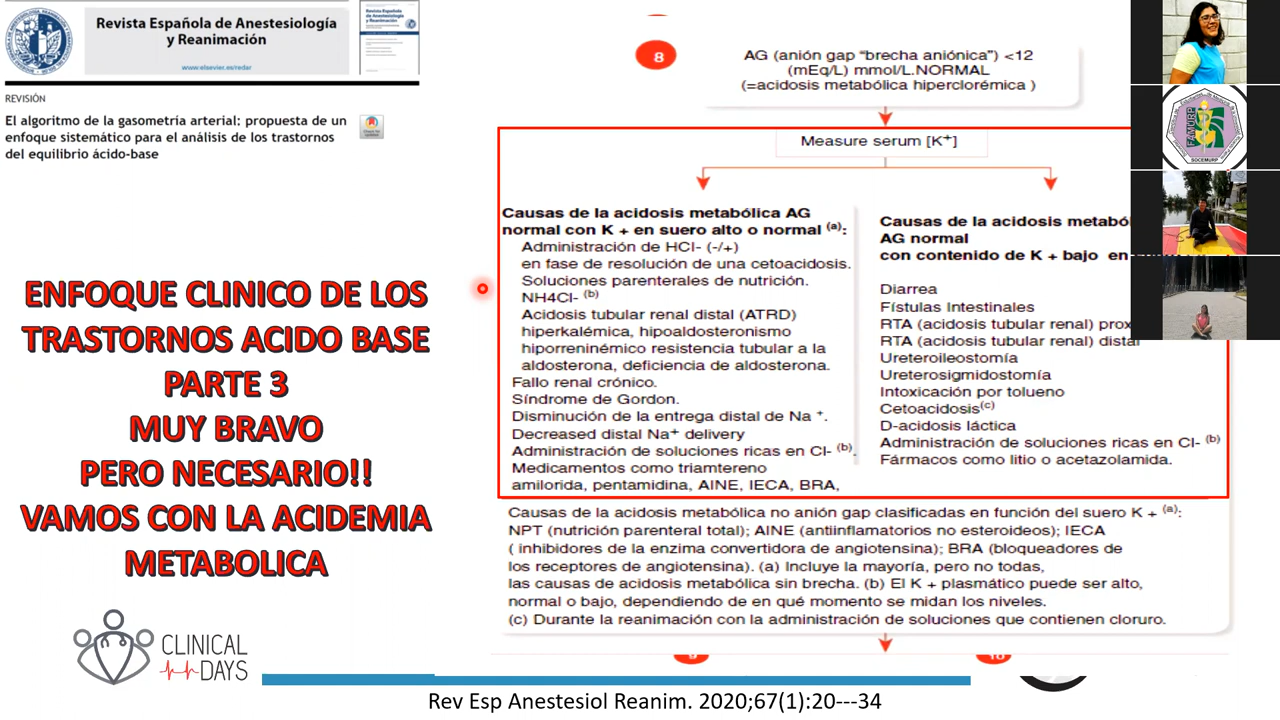 Revista Española de Anestesiología
y Reanimación
www.elsevier.es/redar
REVISIÓN
El algoritmo de la gasometría arterial: propuesta de un
enfoque sistemático para el análisis de los trastornos
del equilibrio ácido-base
ENFOQUE CLINICO DE LOS
TRASTORNOS ACIDO BASE
PARTE 3
MUY BRAVO
PERO NECESARIO!!
VAMOS CON LA ACIDEMIA
METABOLICA
CLINICAL
DAYS
8
AG (anión gap “brecha aniónica”) <12
(mEq/L) mmol/L.NORMAL
(=acidosis metabólica hiperclorémica )
Measure serum [K+]
Causas de la acidosis metabólica AG
normal con K + en suero alto o normal (a):
Administración de HCl- (-/+)
en fase de resolución de una cetoacidosis.
Soluciones parenterales de nutrición.
NH4Cl- (b)
Acidosis tubular renal distal (ATRD)
hiperkalémica, hipoaldosteronismo
hiporreninémico resistencia tubular a la
aldosterona, deficiencia de aldosterona.
Fallo renal crónico.
Síndrome de Gordon.
Disminución de la entrega distal de Na +.
Decreased distal Na+ delivery
Administración de soluciones ricas en Cl- (b).
Medicamentos como triamtereno
amilorida, pentamidina, AINE, IECA, BRA,
Causas de la acidosis
AG normal
con contenido de K + bajo en
Diarrea
Fístulas Intestinales
RTA (acidosis tubular renal)
RTA (acidosis tubular renal) distal
Ureteroileostomía
Ureterosigmidostomía
Intoxicación por tolueno
Cetoacidosis(c)
D-acidosis láctica
Administración de soluciones ricas en Cl- (b)
Fármacos como litio o acetazolamida.
Causas de la acidosis metabólica no anión gap clasificadas en función del suero K + (a):
NPT (nutrición parenteral total); AINE (antiinflamatorios no esteroideos); IECA
( inhibidores de la enzima convertidora de angiotensina); BRA (bloqueadores de
los receptores de angiotensina). (a) Incluye la mayoría, pero no todas,
las causas de acidosis metabólica sin brecha. (b) El K + plasmático puede ser alto,
normal o bajo, dependiendo de en qué momento se midan los niveles.
(c) Durante la reanimación con la administración de soluciones que contienen cloruro.
Rev Esp Anestesiol Reanim. 2020;67(1):20---34
FAMURP
SOCEMURP